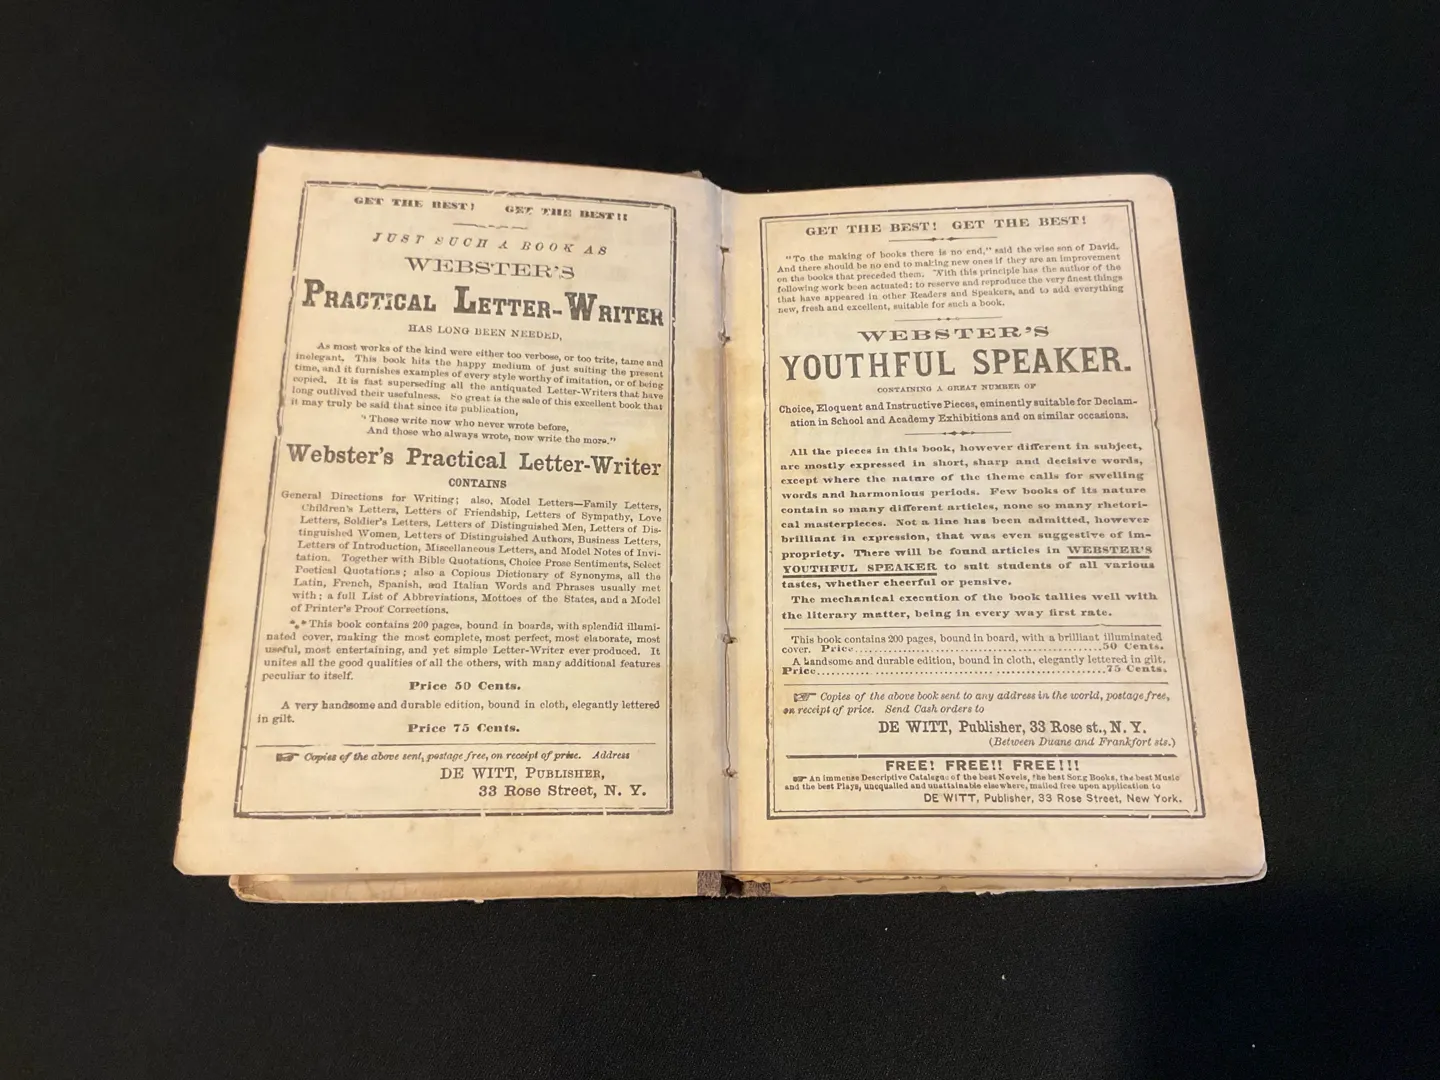 GET THE BEST! GET THE BEST!!
JUST SUCH A BOOK AS
WEBSTER'S
PRACTICAL LETTER-WRITER
HAS LONG BEEN NEEDED,
As most works of the kind were either too verbose, or too trite, tame and
inelegant. This book hits the happy medium of just suiting the present
time, and it furnishes examples of every style worthy of imitation, or of being
copied. It is fast superseding all the antiquated Letter-Writers that have
long outlived their usefulness. So great is the sale of this excellent book that
it may truly be said that since its publication,
"Those write now who never wrote before,
And those who always wrote, now write the more."
Webster's Practical Letter-Writer
CONTAINS
General Directions for Writing; also, Model Letters—Family Letters,
Children's Letters, Letters of Friendship, Letters of Sympathy, Love
Letters, Soldier's Letters, Letters of Distinguished Men, Letters of Dis-
tinguished Women, Letters of Distinguished Authors, Business Letters,
Letters of Introduction, Miscellaneous Letters, and Model Notes of Invi-
tation. Together with Bible Quotations, Choice Prose Sentiments, Select
Poetical Quotations; also a Copious Dictionary of Synonyms, all the
Latin, French, Spanish, and Italian Words and Phrases usually met
with; a full List of Abbreviations, Mottoes of the States, and a Model
of Printer's Proof Corrections.
*⁎* This book contains 200 pages, bound in boards, with splendid illumi-
nated cover, making the most complete, most perfect, most elaborate, most
useful, most entertaining, and yet simple Letter-Writer ever produced. It
unites all the good qualities of all the others, with many additional features
peculiar to itself.
Price 50 Cents.
A very handsome and durable edition, bound in cloth, elegantly lettered
in gilt.
Price 75 Cents.
☞ Copies of the above sent, postage free, on receipt of price. Address
DE WITT, PUBLISHER,
33 Rose Street, N. Y.
GET THE BEST! GET THE BEST!
"To the making of books there is no end," said the wise son of David.
And there should be no end to making new ones if they are an improvement
on the books that preceded them. With this principle has the author of the
following work been actuated: to reserve and reproduce the very finest things
that have appeared in other Readers and Speakers, and to add everything
new, fresh and excellent, suitable for such a book.
WEBSTER'S
YOUTHFUL SPEAKER.
CONTAINING A GREAT NUMBER OF
Choice, Eloquent and Instructive Pieces, eminently suitable for Declam-
ation in School and Academy Exhibitions and on similar occasions.
All the pieces in this book, however different in subject,
are mostly expressed in short, sharp and decisive words,
except where the nature of the theme calls for swelling
words and harmonious periods. Few books of its nature
contain so many different articles, none so many rhetori-
cal masterpieces. Not a line has been admitted, however
brilliant in expression, that was even suggestive of im-
propriety. There will be found articles in WEBSTER'S
YOUTHFUL SPEAKER to suit students of all various
tastes, whether cheerful or pensive.
The mechanical execution of the book tallies well with
the literary matter, being in every way first rate.
This book contains 200 pages, bound in board, with a brilliant illuminated
cover. Price........................................50 Cents.
A handsome and durable edition, bound in cloth, elegantly lettered in gilt.
Price........................................75 Cents.
☞ Copies of the above book sent to any address in the world, postage free,
on receipt of price. Send Cash orders to
DE WITT, Publisher, 33 Rose st., N. Y.
(Between Duane and Frankfort sts.)
FREE! FREE!! FREE!!!
☞ An immense Descriptive Catalogue of the best Novels, the best Song Books, the best Music
and the best Plays, unequalled and unattainable elsewhere, mailed free upon application to
DE WITT, Publisher, 33 Rose Street, New York.